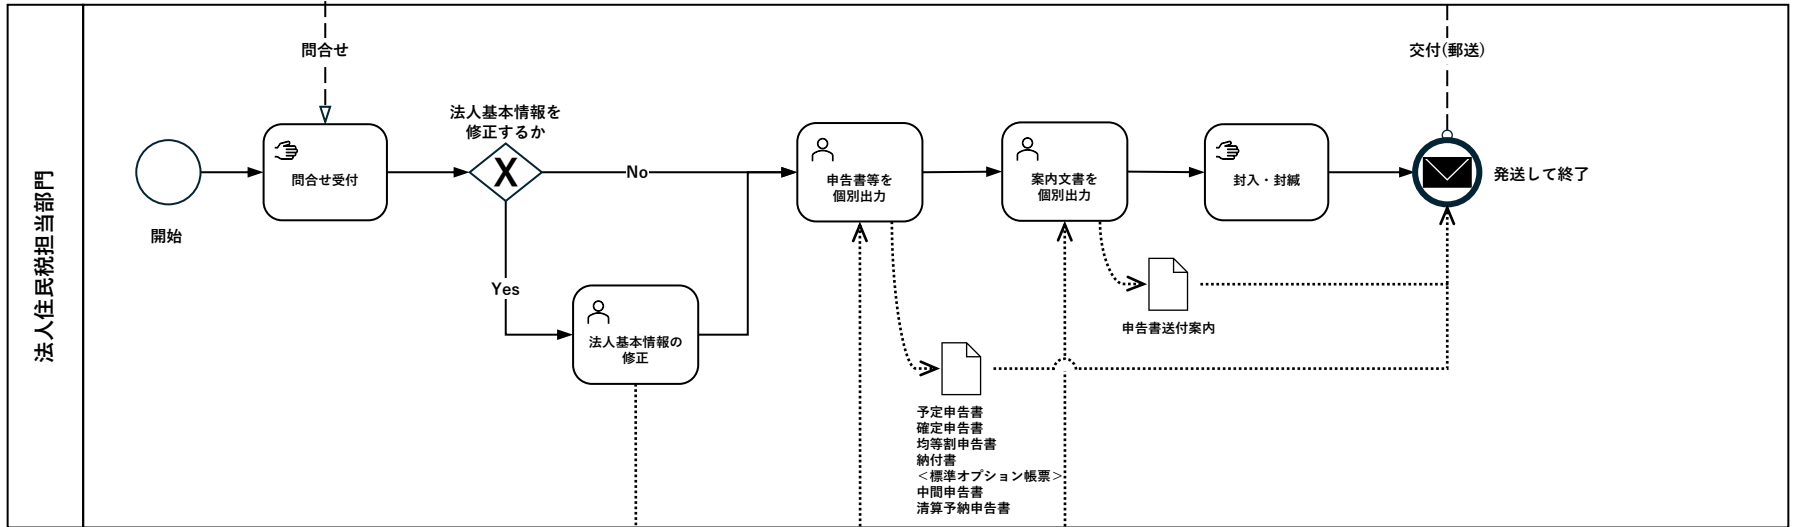 法人住民税担当部門
問合せ
交付(郵送)
開始
問合せ受付
法人基本情報を
修正するか
X
No
Yes
法人基本情報の
修正
申告書等を
個別出力
案内文書を
個別出力
封入・封緘
発送して終了
申告書送付案内
予定申告書
確定申告書
均等割申告書
納付書
<標準オプション帳票>
中間申告書
清算予納申告書